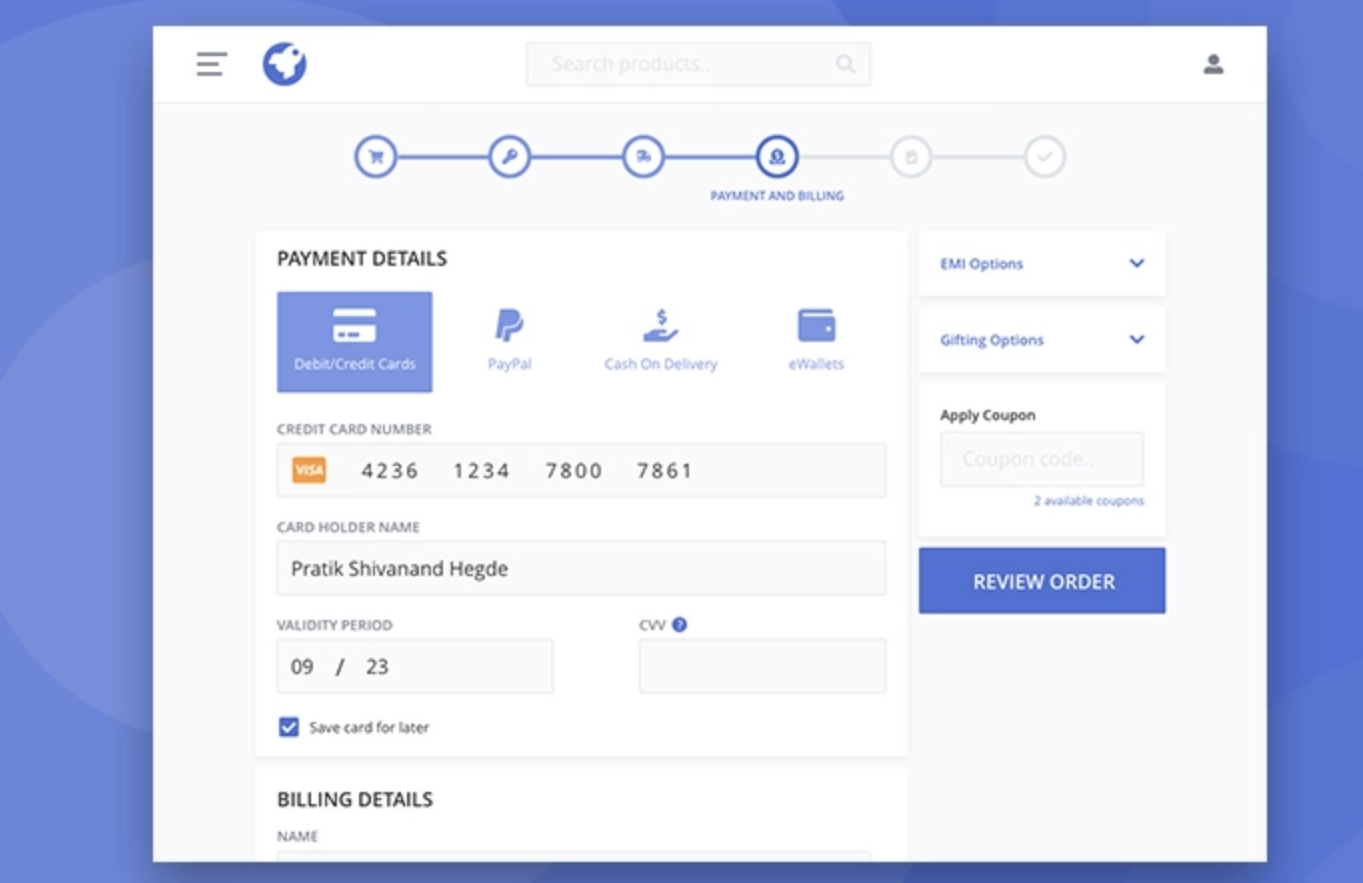 Search products..
PAYMENT AND BILLING
PAYMENT DETAILS
Debit/Credit Cards
PayPal
Cash On Delivery
eWallets
CREDIT CARD NUMBER
VISA 4236 1234 7800 7861
CARD HOLDER NAME
Pratik Shivanand Hegde
VALIDITY PERIOD
09 / 23
CVV ?
Save card for later
BILLING DETAILS
NAME
EMI Options
Gifting Options
Apply Coupon
Coupon code..
2 available coupons
REVIEW ORDER